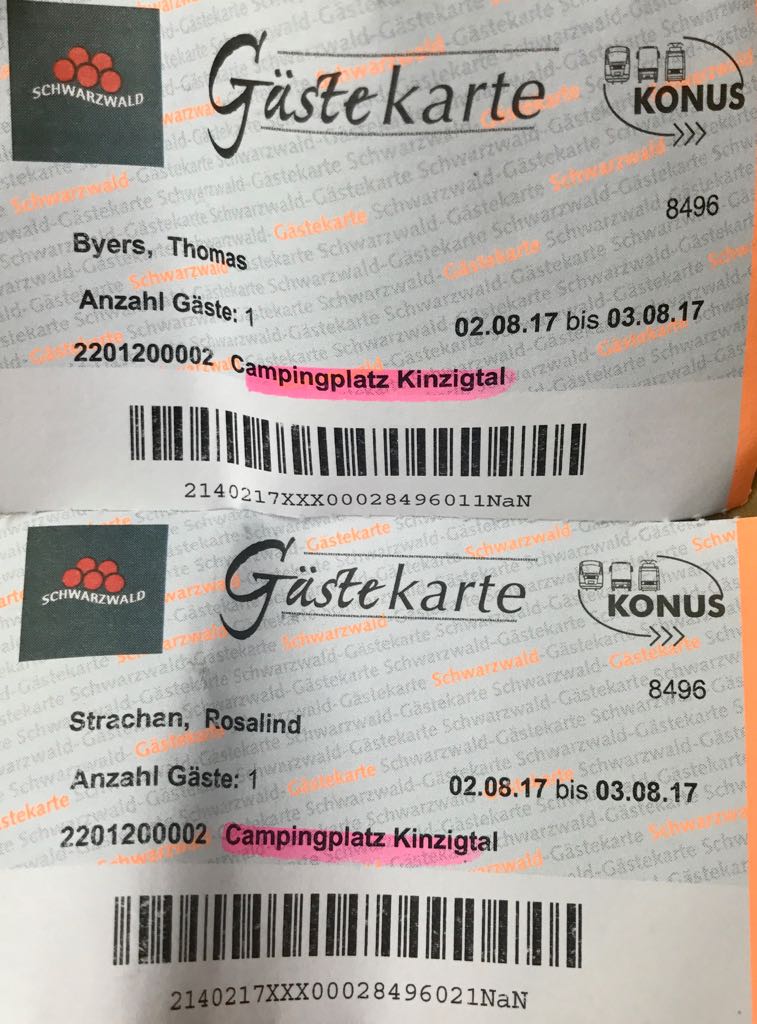 SCHWARZWALD
Gästekarte
KONUS
8496
Byers, Thomas
Anzahl Gäste: 1
02.08.17 bis 03.08.17
2201200002 Campingplatz Kinzigtal
2140217XXX00028496011NaN
SCHWARZWALD
Gästekarte
KONUS
8496
Strachan, Rosalind
Anzahl Gäste: 1
02.08.17 bis 03.08.17
2201200002 Campingplatz Kinzigtal
2140217XXX00028496021NaN